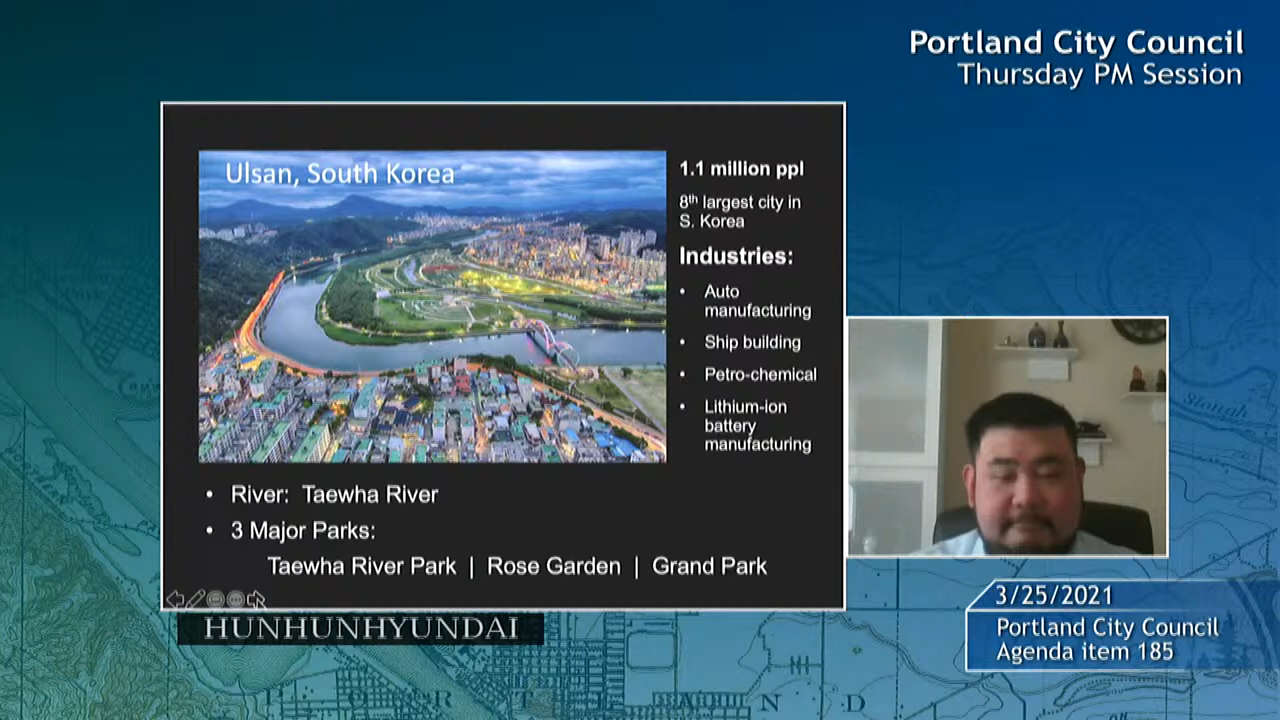 Portland City Council
Thursday PM Session
Ulsan, South Korea
1.1 million ppl
8th largest city in
S. Korea
Industries:
• Auto
manufacturing
• Ship building
• Petro-chemical
• Lithium-ion
battery
manufacturing
• River: Taewha River
• 3 Major Parks:
Taewha River Park | Rose Garden | Grand Park
HUNHUNHYUNDAI
Slough
3/25/2021
Portland City Council
Agenda item 185
P O R T L A N D